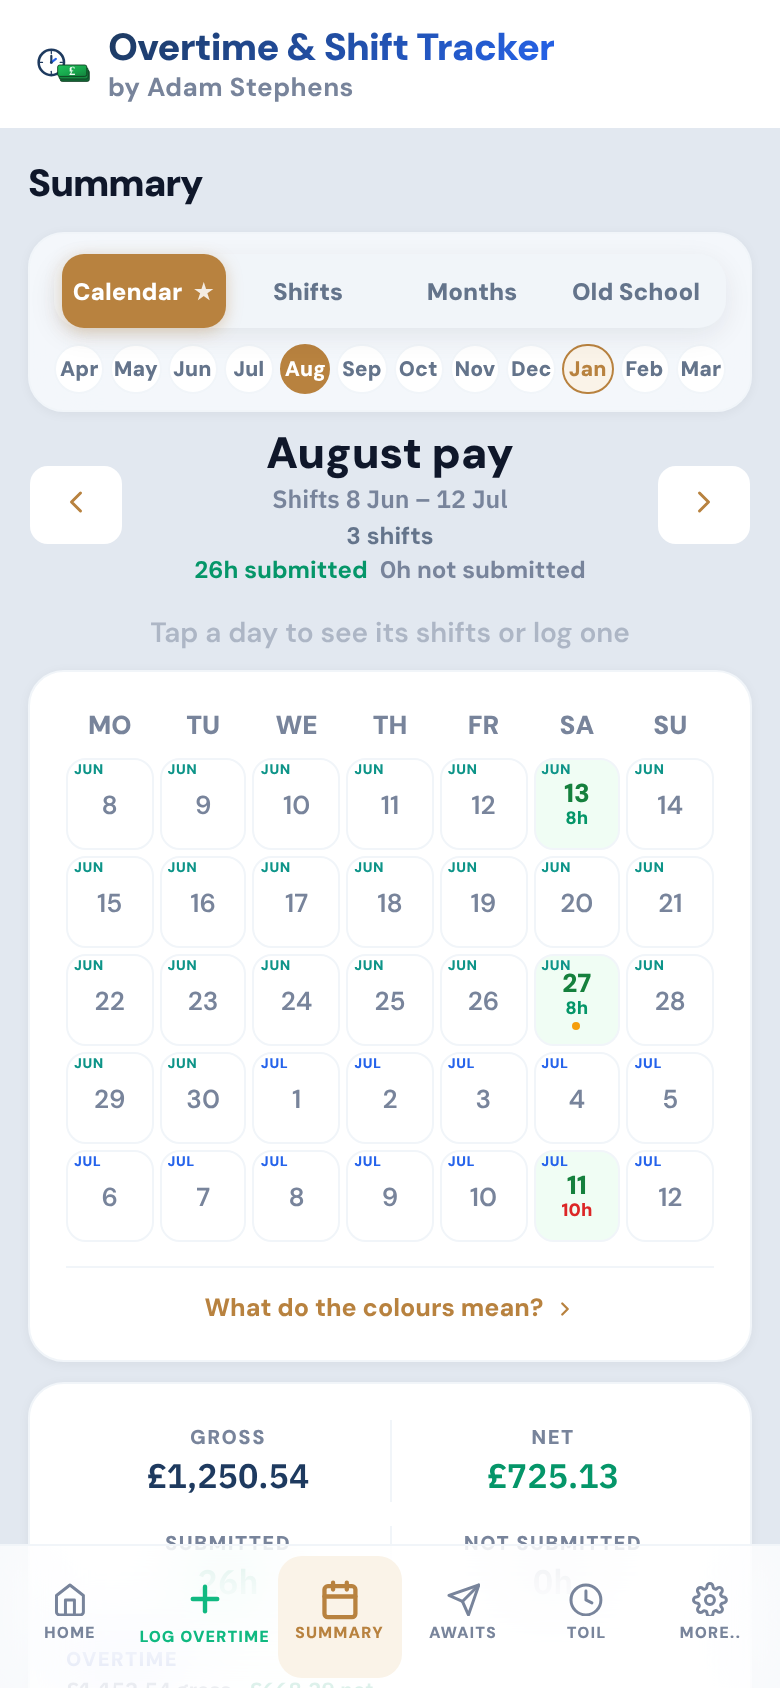 Overtime & Shift Tracker
by Adam Stephens
Summary
Calendar ★ Shifts Months Old School
Apr May Jun Jul Aug Sep Oct Nov Dec Jan Feb Mar
August pay
Shifts 8 Jun – 12 Jul
3 shifts
26h submitted 0h not submitted
Tap a day to see its shifts or log one
MO TU WE TH FR SA SU
JUN JUN JUN JUN JUN JUN JUN
8 9 10 11 12 13 14
8h
JUN JUN JUN JUN JUN JUN JUN
15 16 17 18 19 20 21
JUN JUN JUN JUN JUN JUN JUN
22 23 24 25 26 27 28
8h
JUN JUN JUL JUL JUL JUL JUL
29 30 1 2 3 4 5
JUL JUL JUL JUL JUL JUL JUL
6 7 8 9 10 11 12
10h
What do the colours mean? >
GROSS NET
£1,250.54 £725.13
SUBMITTED NOT SUBMITTED
26h 0h
HOME LOG OVERTIME SUMMARY AWAITS TOIL MORE..
OVERTIME